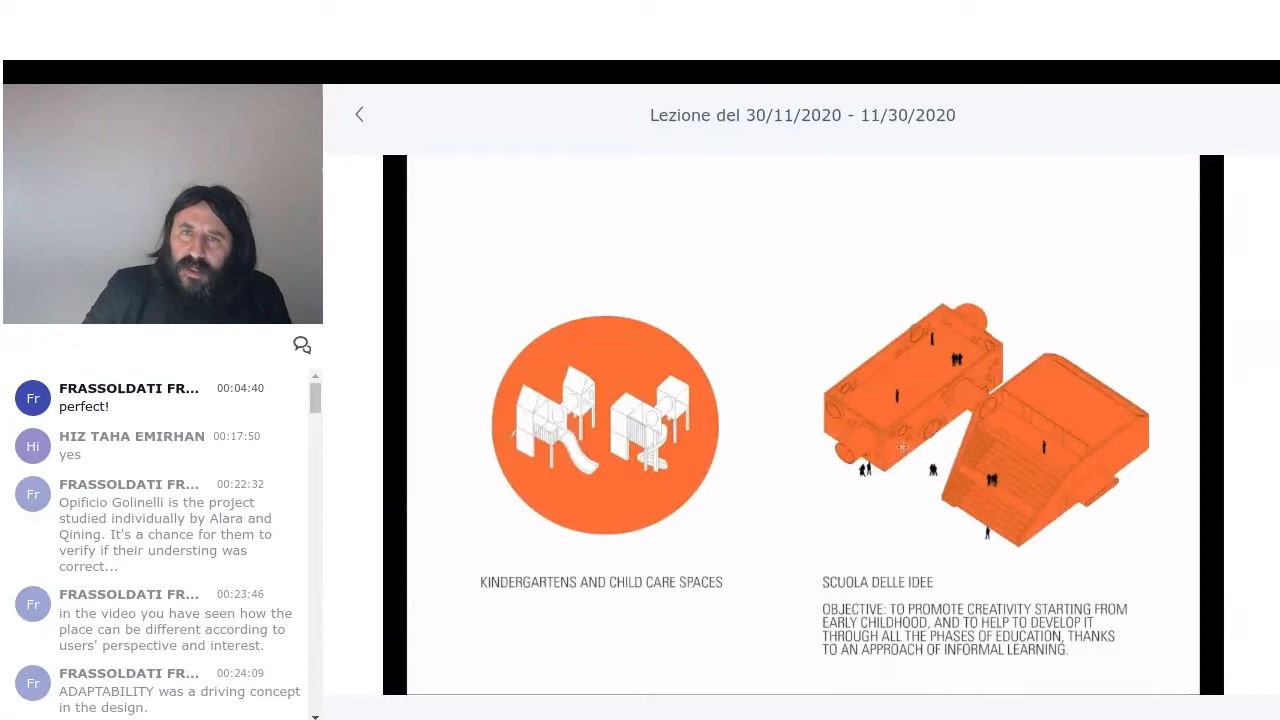 Lezione del 30/11/2020 - 11/30/2020
Fr
FRASSOLDATI FR... 00:04:40
perfect!
Hi
HIZ TAHA EMIRHAN 00:17:50
yes
Fr
FRASSOLDATI FR... 00:22:32
Opificio Golinelli is the project
studied individually by Alara and
Qining. It's a chance for them to
verify if their understing was
correct...
Fr
FRASSOLDATI FR... 00:23:46
in the video you have seen how the
place can be different according to
users' perspective and interest.
Fr
FRASSOLDATI FR... 00:24:09
ADAPTABILITY was a driving concept
in the design.
KINDERGARTENS AND CHILD CARE SPACES
SCUOLA DELLE IDEE
OBJECTIVE: TO PROMOTE CREATIVITY STARTING FROM
EARLY CHILDHOOD, AND TO HELP TO DEVELOP IT
THROUGH ALL THE PHASES OF EDUCATION, THANKS
TO AN APPROACH OF INFORMAL LEARNING.